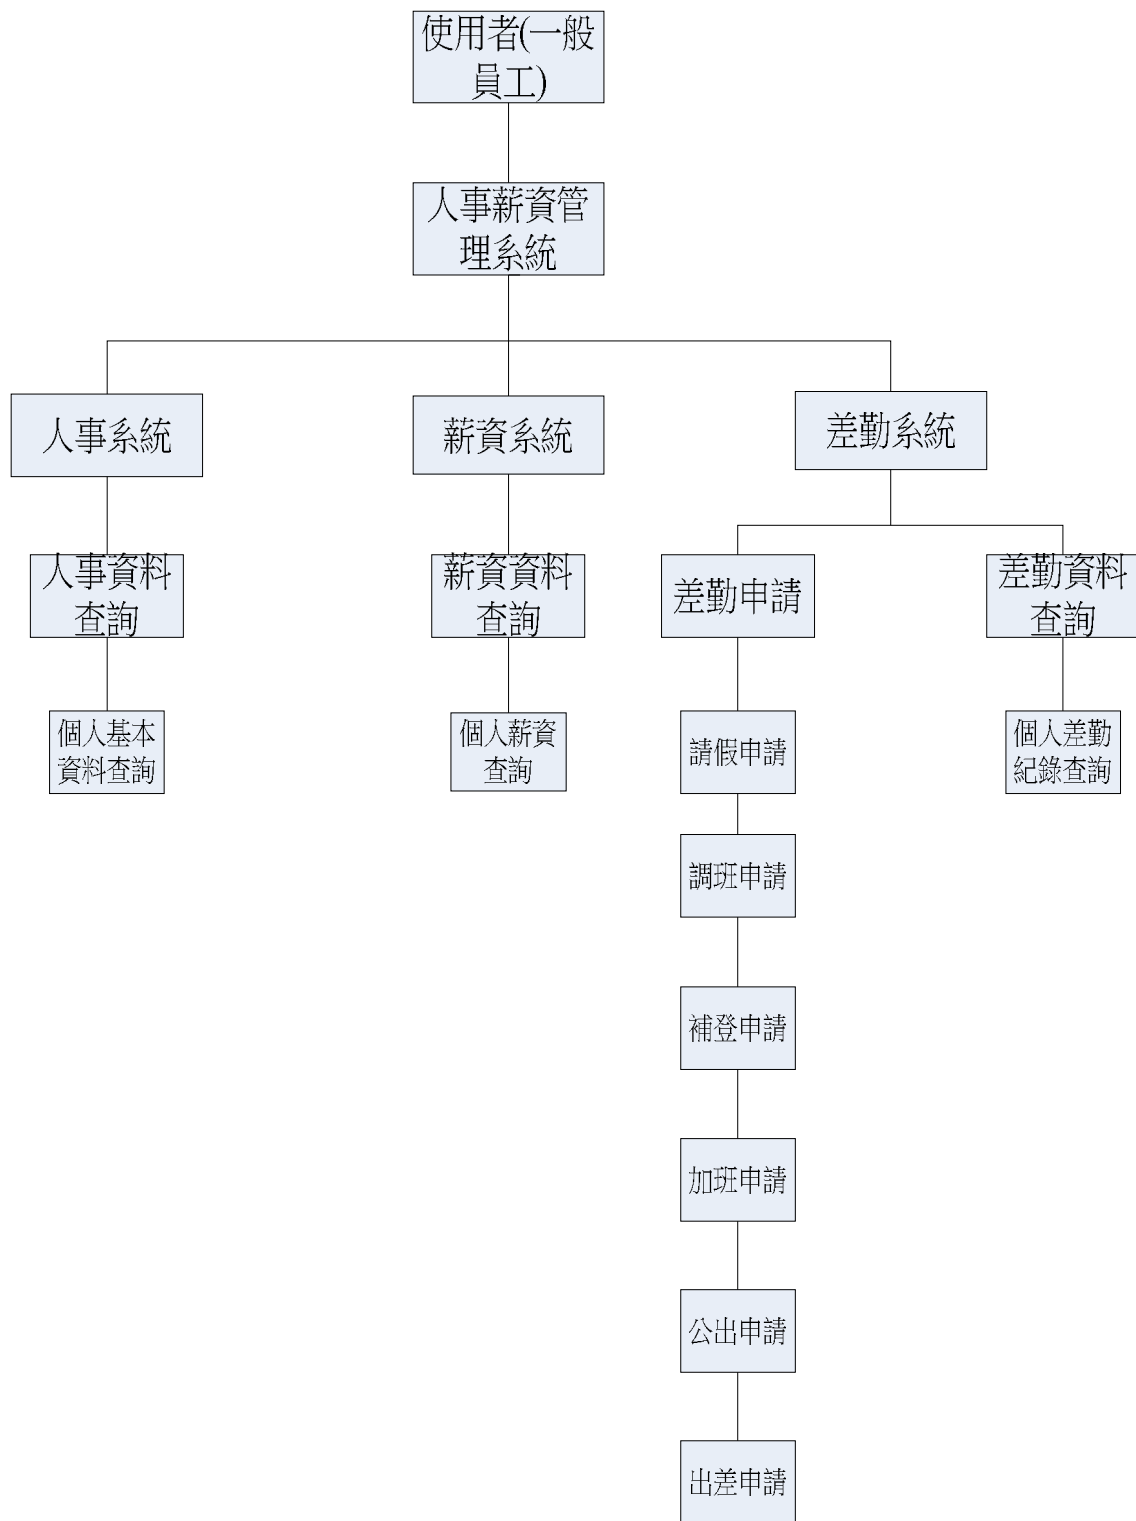 使用者(一般
員工)
人事薪資管
理系統
人事系統
薪資系統
差勤系統
人事資料
查詢
薪資資料
查詢
差勤申請
差勤資料
查詢
個人基本
資料查詢
個人薪資
查詢
請假申請
個人差勤
紀錄查詢
調班申請
補登申請
加班申請
公出申請
出差申請